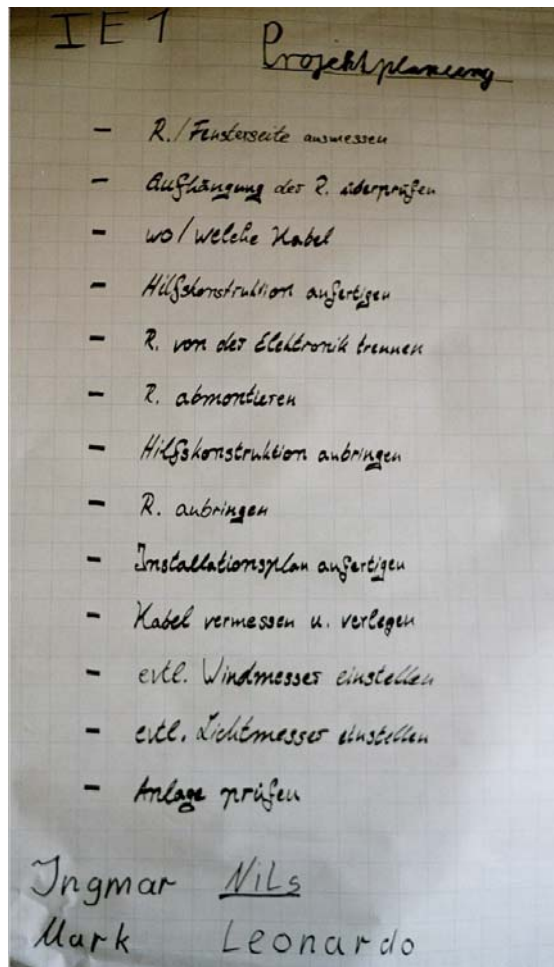 IE1 Projektplanung
- R./Fensterseite ausmessen
- Aufhängung der R. überprüfen
- wo/welche Kabel
- Hilfskonstruktion anfertigen
- R. von der Elektronik trennen
- R. abmontieren
- Hilfskonstruktion anbringen
- R. anbringen
- Installationsplan anfertigen
- Kabel vermessen u. verlegen
- evtl. Windmesser einstellen
- evtl. Lichtmesser einstellen
- Anlage prüfen
Ingmar Nils
Mark Leonardo